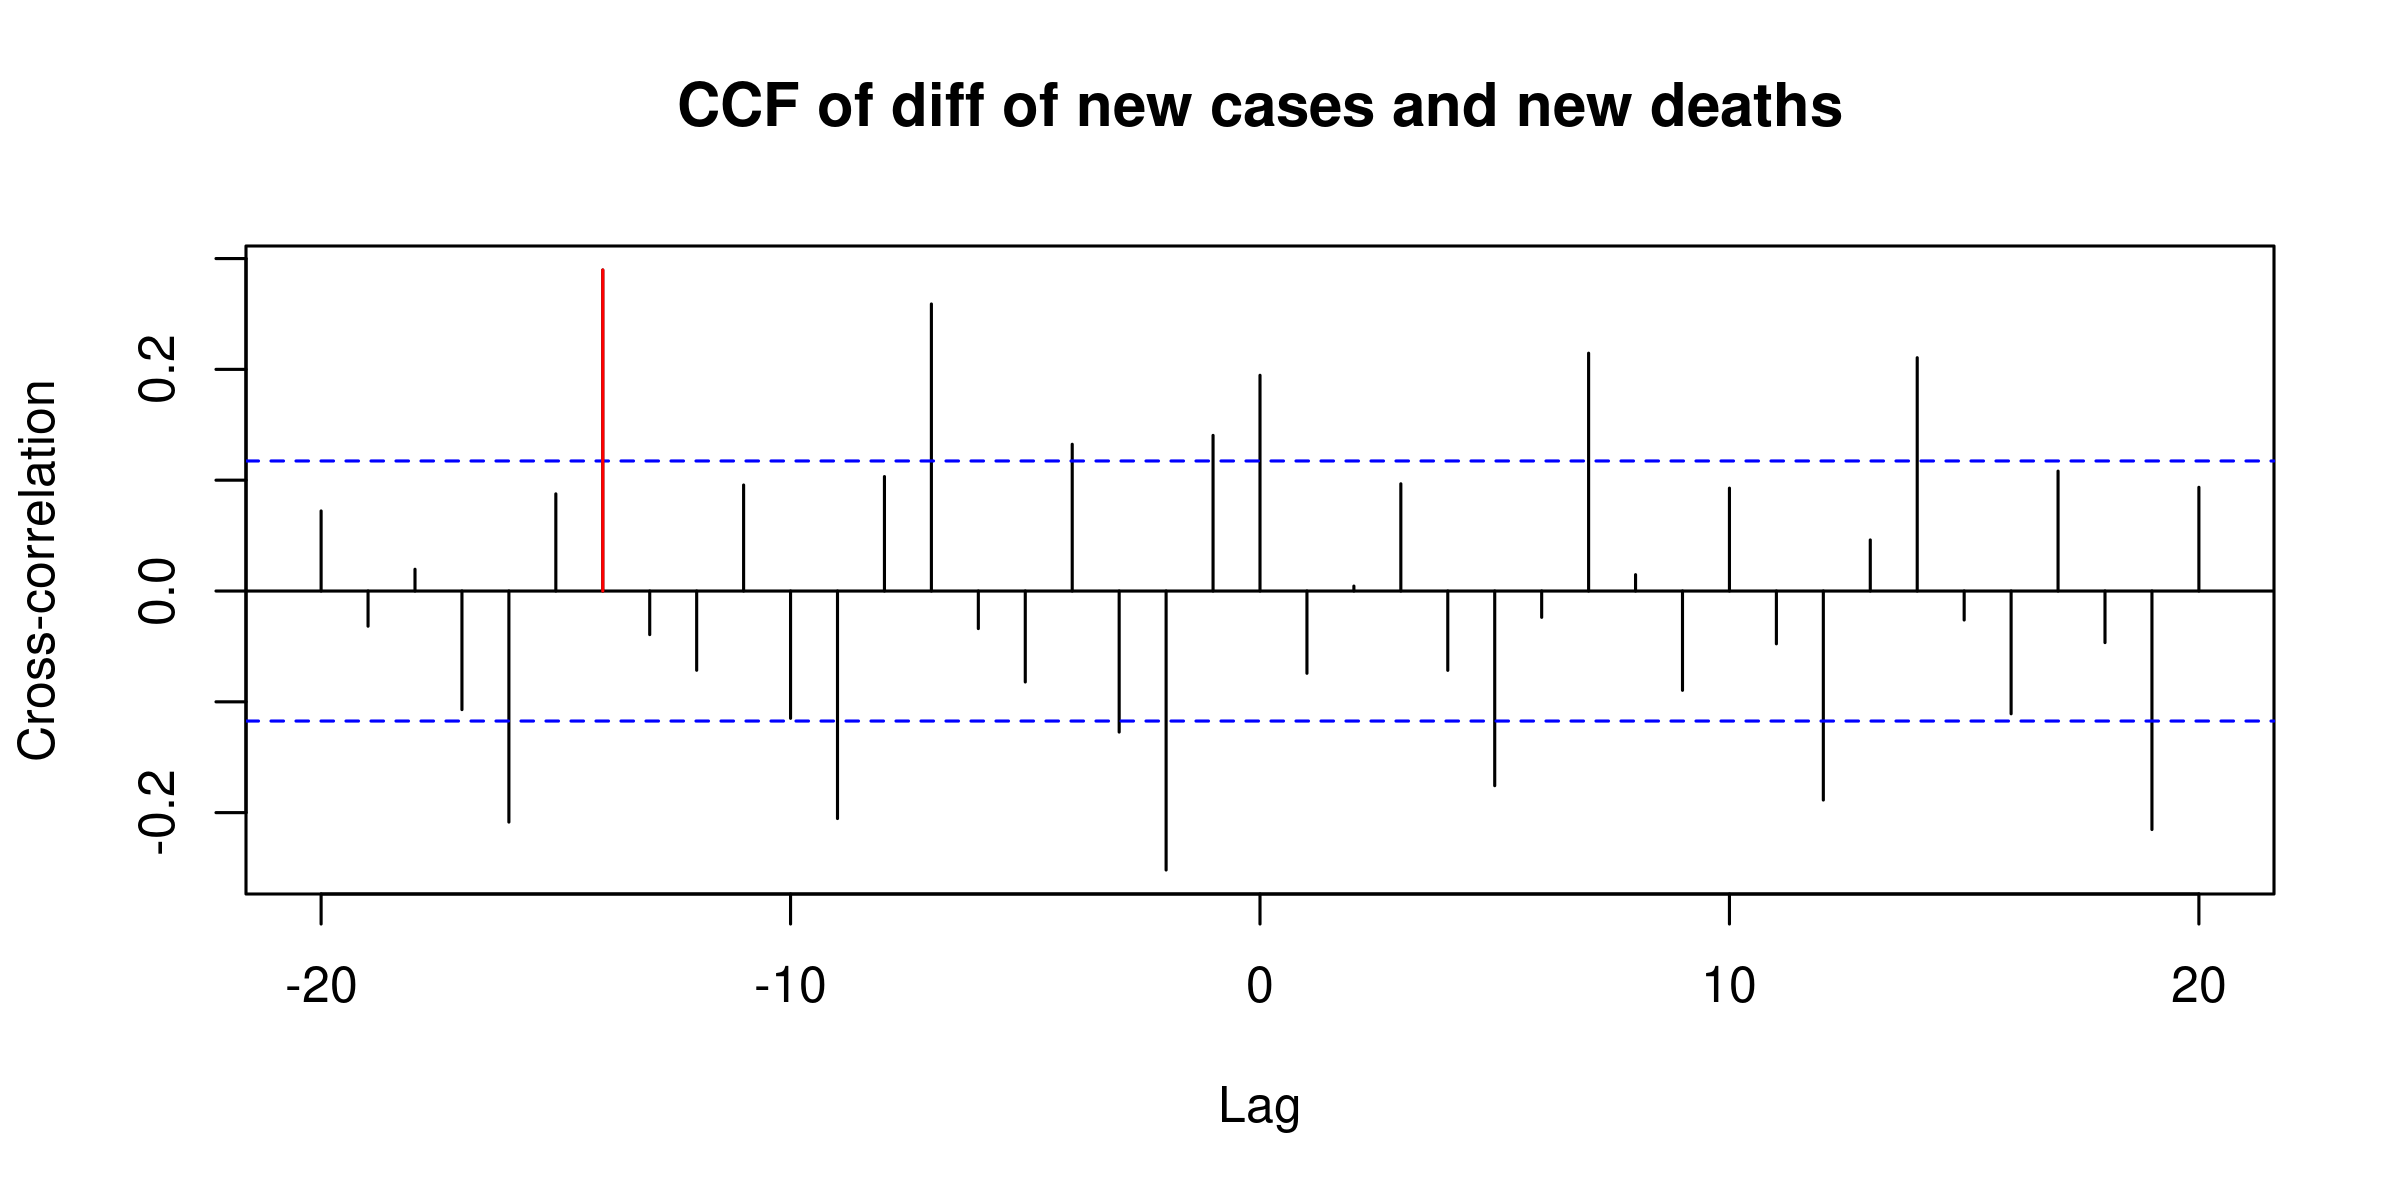 CCF of diff of new cases and new deaths
Cross-correlation
0.2
0.0
-0.2
-20 -10 0 10 20
Lag